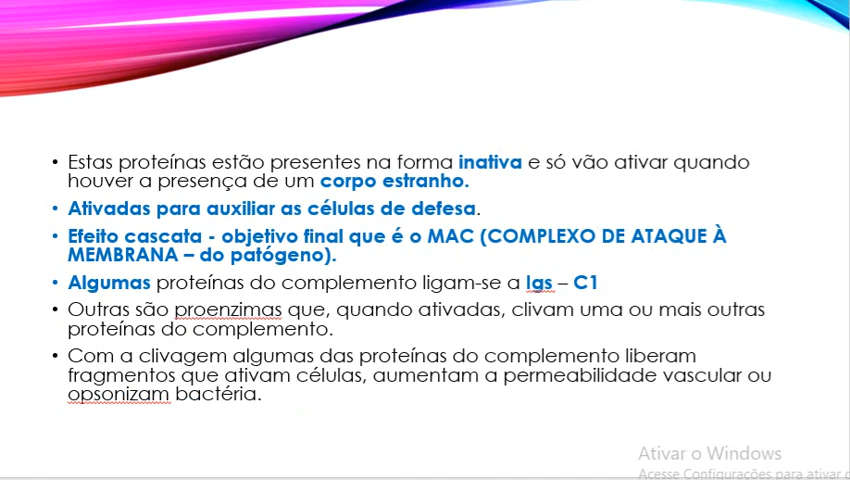 • Estas proteínas estão presentes na forma inativa e só vão ativar quando
houver a presença de um corpo estranho.
• Ativadas para auxiliar as células de defesa.
• Efeito cascata - objetivo final que é o MAC (COMPLEXO DE ATAQUE À
MEMBRANA – do patógeno).
• Algumas proteínas do complemento ligam-se a Igs – C1
• Outras são proenzimas que, quando ativadas, clivam uma ou mais outras
proteínas do complemento.
• Com a clivagem algumas das proteínas do complemento liberam
fragmentos que ativam células, aumentam a permeabilidade vascular ou
opsonizam bactéria.
Ativar o Windows
Acesse Configurações para ativar o